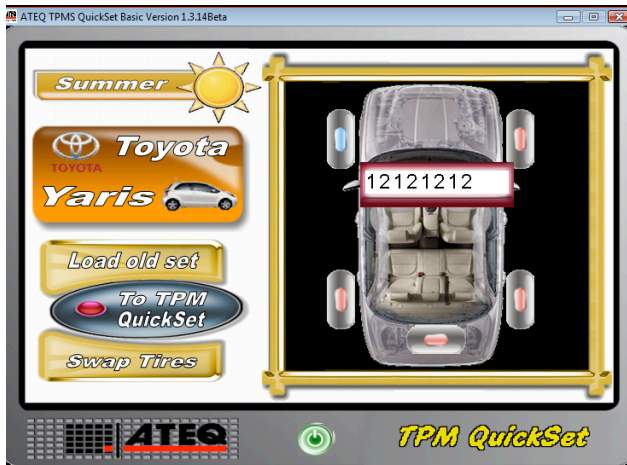 ATEQ TPMS QuickSet Basic Version 1.3.14Beta
Summer
Toyota
TOYOTA
Yaris
12121212
Load old set
To TPM
QuickSet
Swap Tires
ATEQ
TPM QuickSet